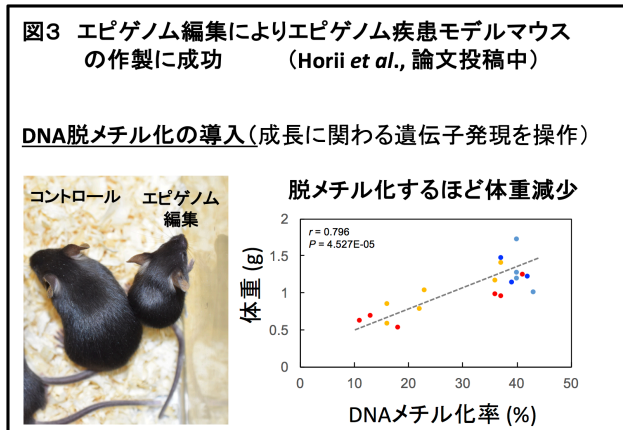 図３ エピゲノム編集によりエピゲノム疾患モデルマウス
の作製に成功 （Horii et al., 論文投稿中）
DNA脱メチル化の導入（成長に関わる遺伝子発現を操作）
コントロール エピゲノム
編集
脱メチル化するほど体重減少
r = 0.796
P = 4.527E-05
体重 (g)
2
1.5
1
0.5
0
0 10 20 30 40 50
DNAメチル化率 (%)